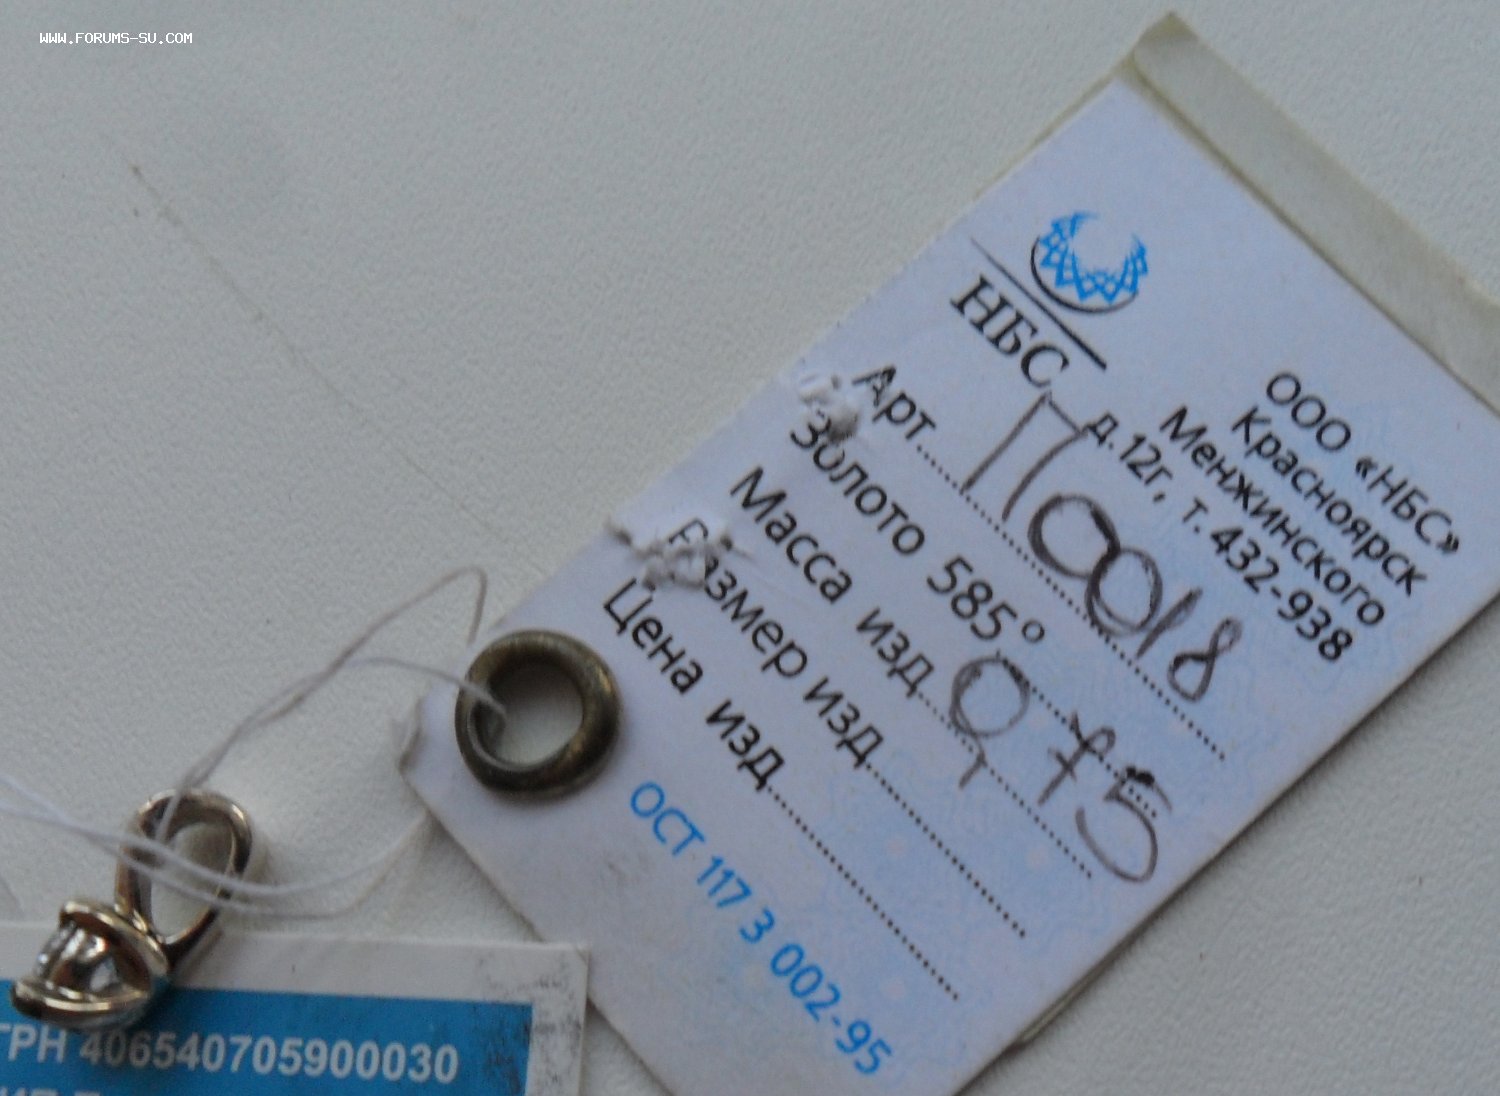 WWW.FORUMS-SU.COM
НБС
ООО «НБС»
Красноярск
Менжинского
д.12г, т. 432-938
Арт. П0018
Золото 585°
Масса изд 0,75
Размер изд
Цена изд
ОСТ 117 3 002-95
ГРН 406540705900030